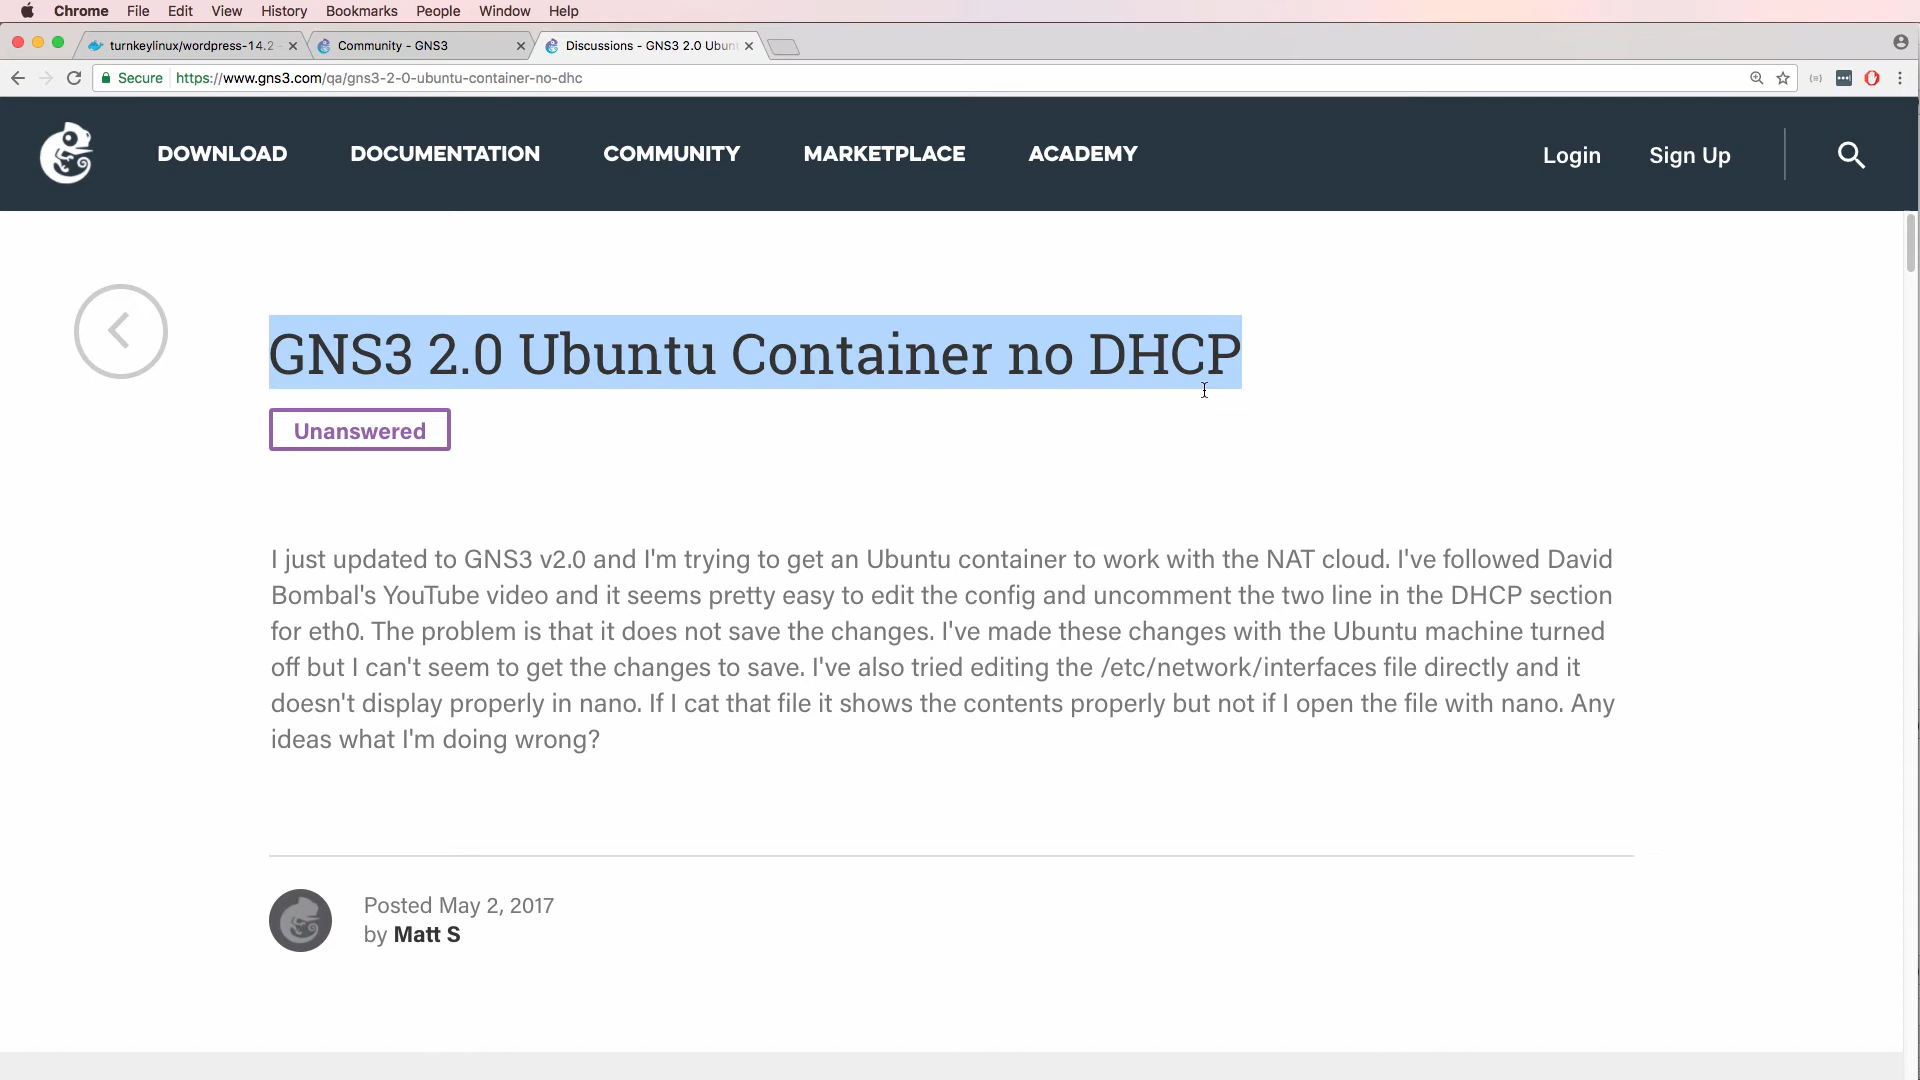 Chrome File Edit View History Bookmarks People Window Help
turnkeylinux/wordpress-14.2 Community - GNS3 Discussions - GNS3 2.0 Ubun
Secure https://www.gns3.com/qa/gns3-2-0-ubuntu-container-no-dhc
DOWNLOAD DOCUMENTATION COMMUNITY MARKETPLACE ACADEMY Login Sign Up
GNS3 2.0 Ubuntu Container no DHCP
Unanswered
I just updated to GNS3 v2.0 and I'm trying to get an Ubuntu container to work with the NAT cloud. I've followed David
Bombal's YouTube video and it seems pretty easy to edit the config and uncomment the two line in the DHCP section
for eth0. The problem is that it does not save the changes. I've made these changes with the Ubuntu machine turned
off but I can't seem to get the changes to save. I've also tried editing the /etc/network/interfaces file directly and it
doesn't display properly in nano. If I cat that file it shows the contents properly but not if I open the file with nano. Any
ideas what I'm doing wrong?
Posted May 2, 2017
by Matt S